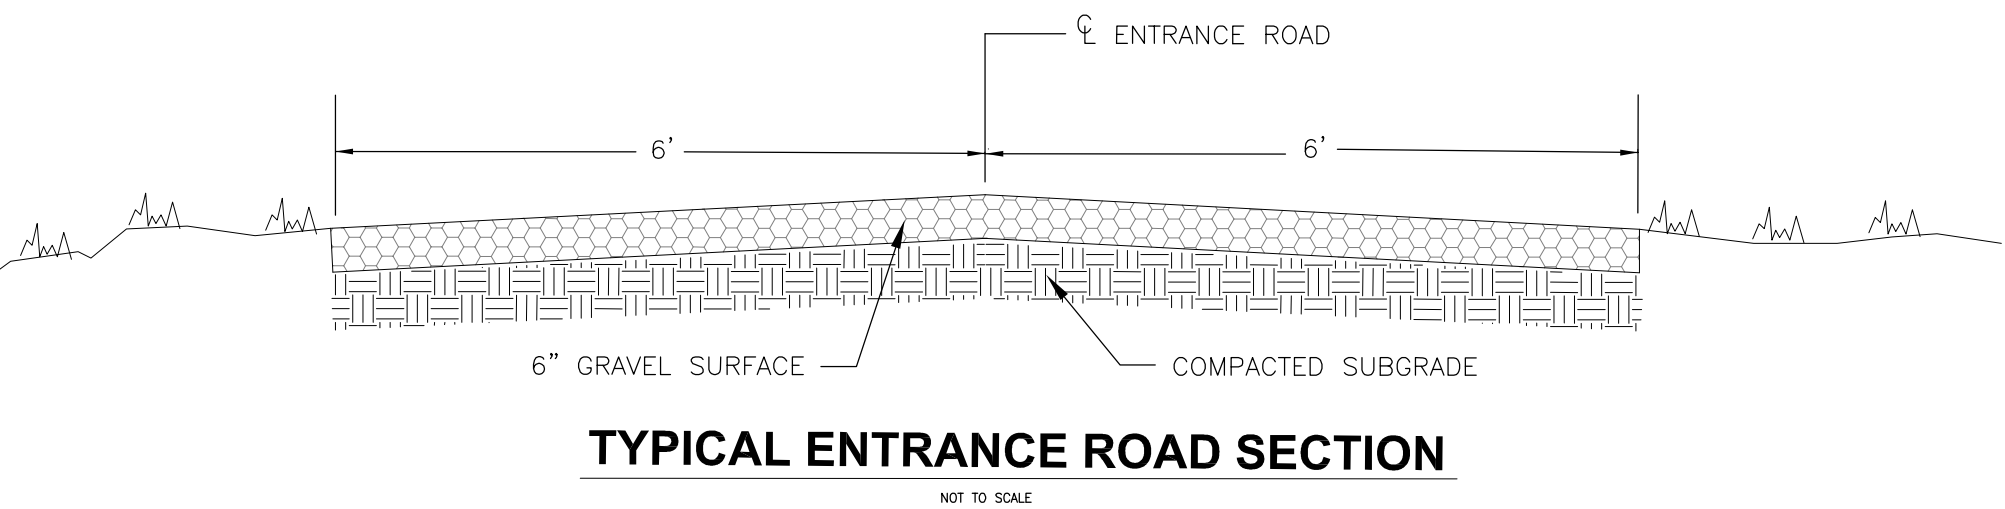 ℄ ENTRANCE ROAD
6' 6'
6" GRAVEL SURFACE
COMPACTED SUBGRADE
TYPICAL ENTRANCE ROAD SECTION
NOT TO SCALE